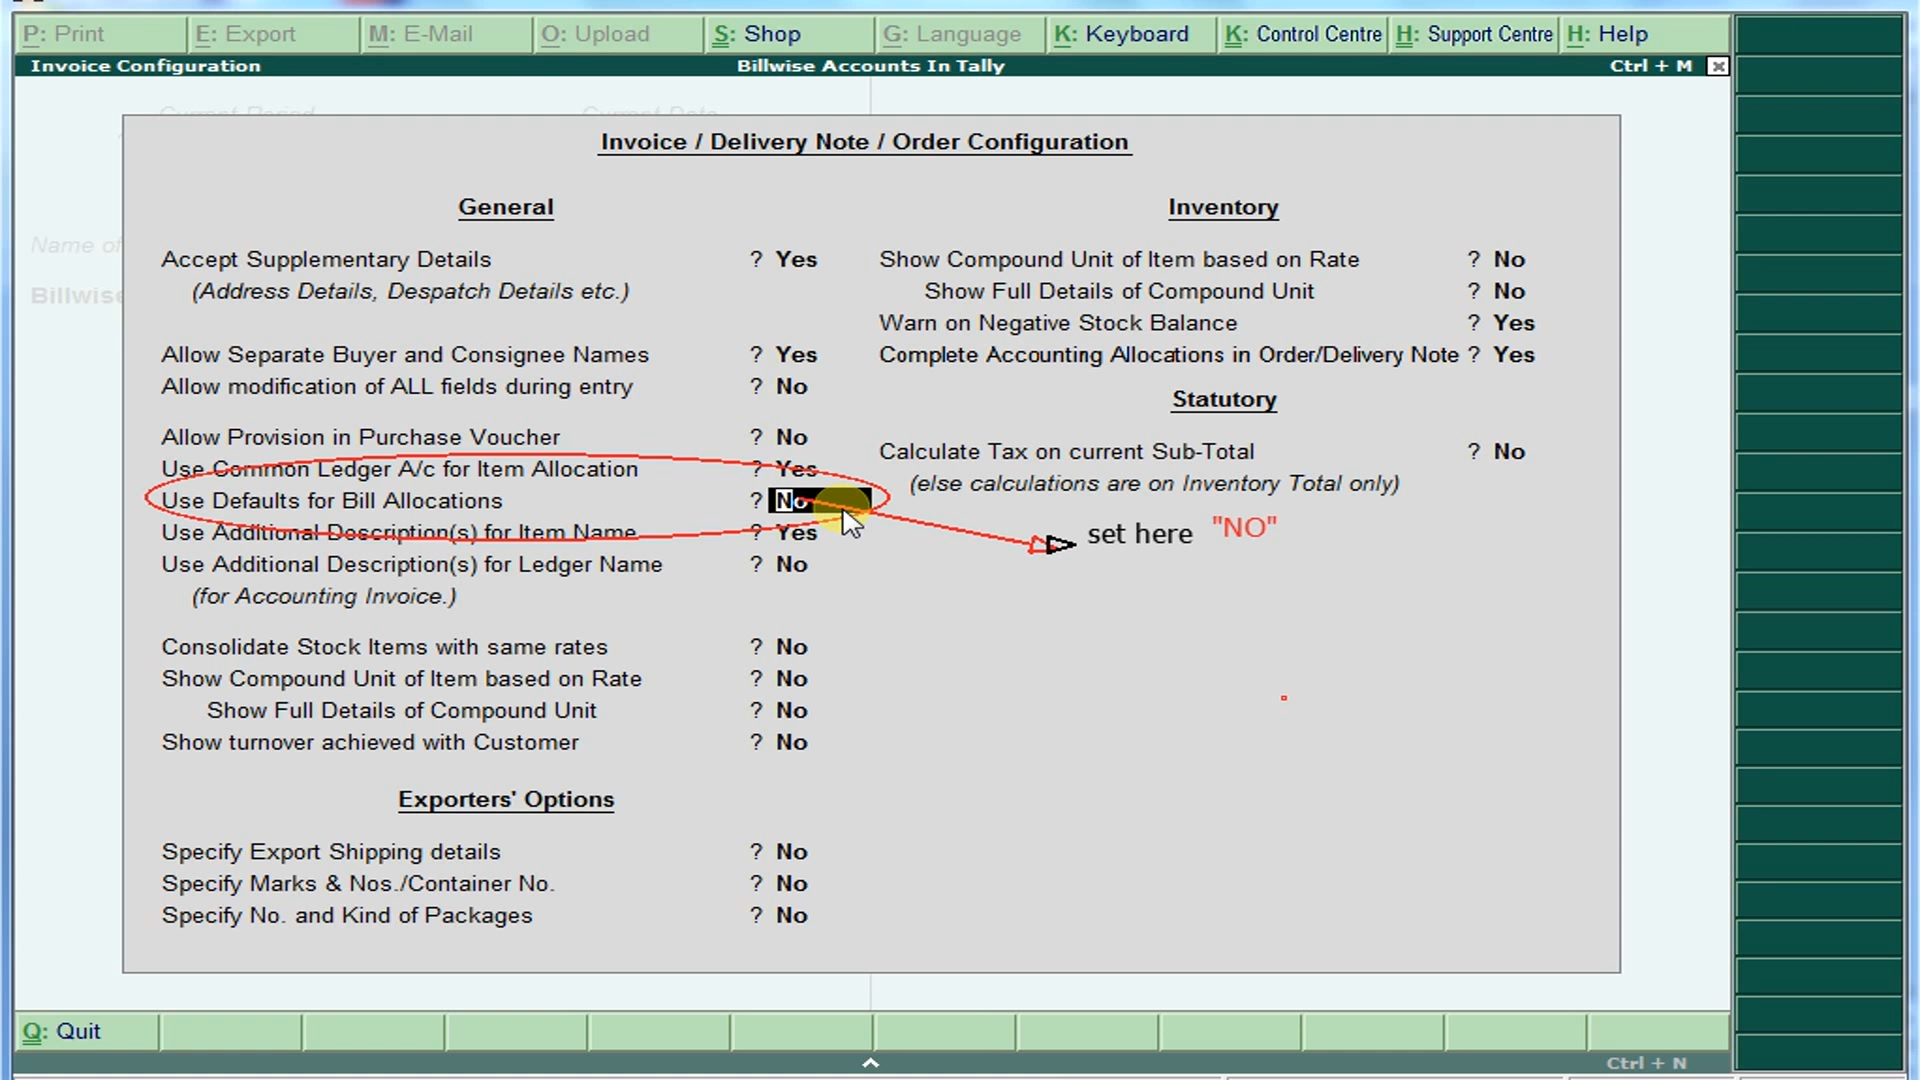 P: Print E: Export M: E-Mail O: Upload S: Shop G: Language K: Keyboard K: Control Centre H: Support Centre H: Help
Invoice Configuration Billwise Accounts In Tally Ctrl + M
Current Period Current Date
Invoice / Delivery Note / Order Configuration
General
Accept Supplementary Details ? Yes
(Address Details, Despatch Details etc.)
Allow Separate Buyer and Consignee Names ? Yes
Allow modification of ALL fields during entry ? No
Allow Provision in Purchase Voucher ? No
Use Common Ledger A/c for Item Allocation ? Yes
Use Defaults for Bill Allocations ? No
Use Additional Description(s) for Item Name ? Yes
Use Additional Description(s) for Ledger Name ? No
(for Accounting Invoice.)
Consolidate Stock Items with same rates ? No
Show Compound Unit of Item based on Rate ? No
Show Full Details of Compound Unit ? No
Show turnover achieved with Customer ? No
Exporters' Options
Specify Export Shipping details ? No
Specify Marks & Nos./Container No. ? No
Specify No. and Kind of Packages ? No
Inventory
Show Compound Unit of Item based on Rate ? No
Show Full Details of Compound Unit ? No
Warn on Negative Stock Balance ? Yes
Complete Accounting Allocations in Order/Delivery Note ? Yes
Statutory
Calculate Tax on current Sub-Total ? No
(else calculations are on Inventory Total only)
set here "NO"
Name of
Billwise
Q: Quit
Ctrl + N